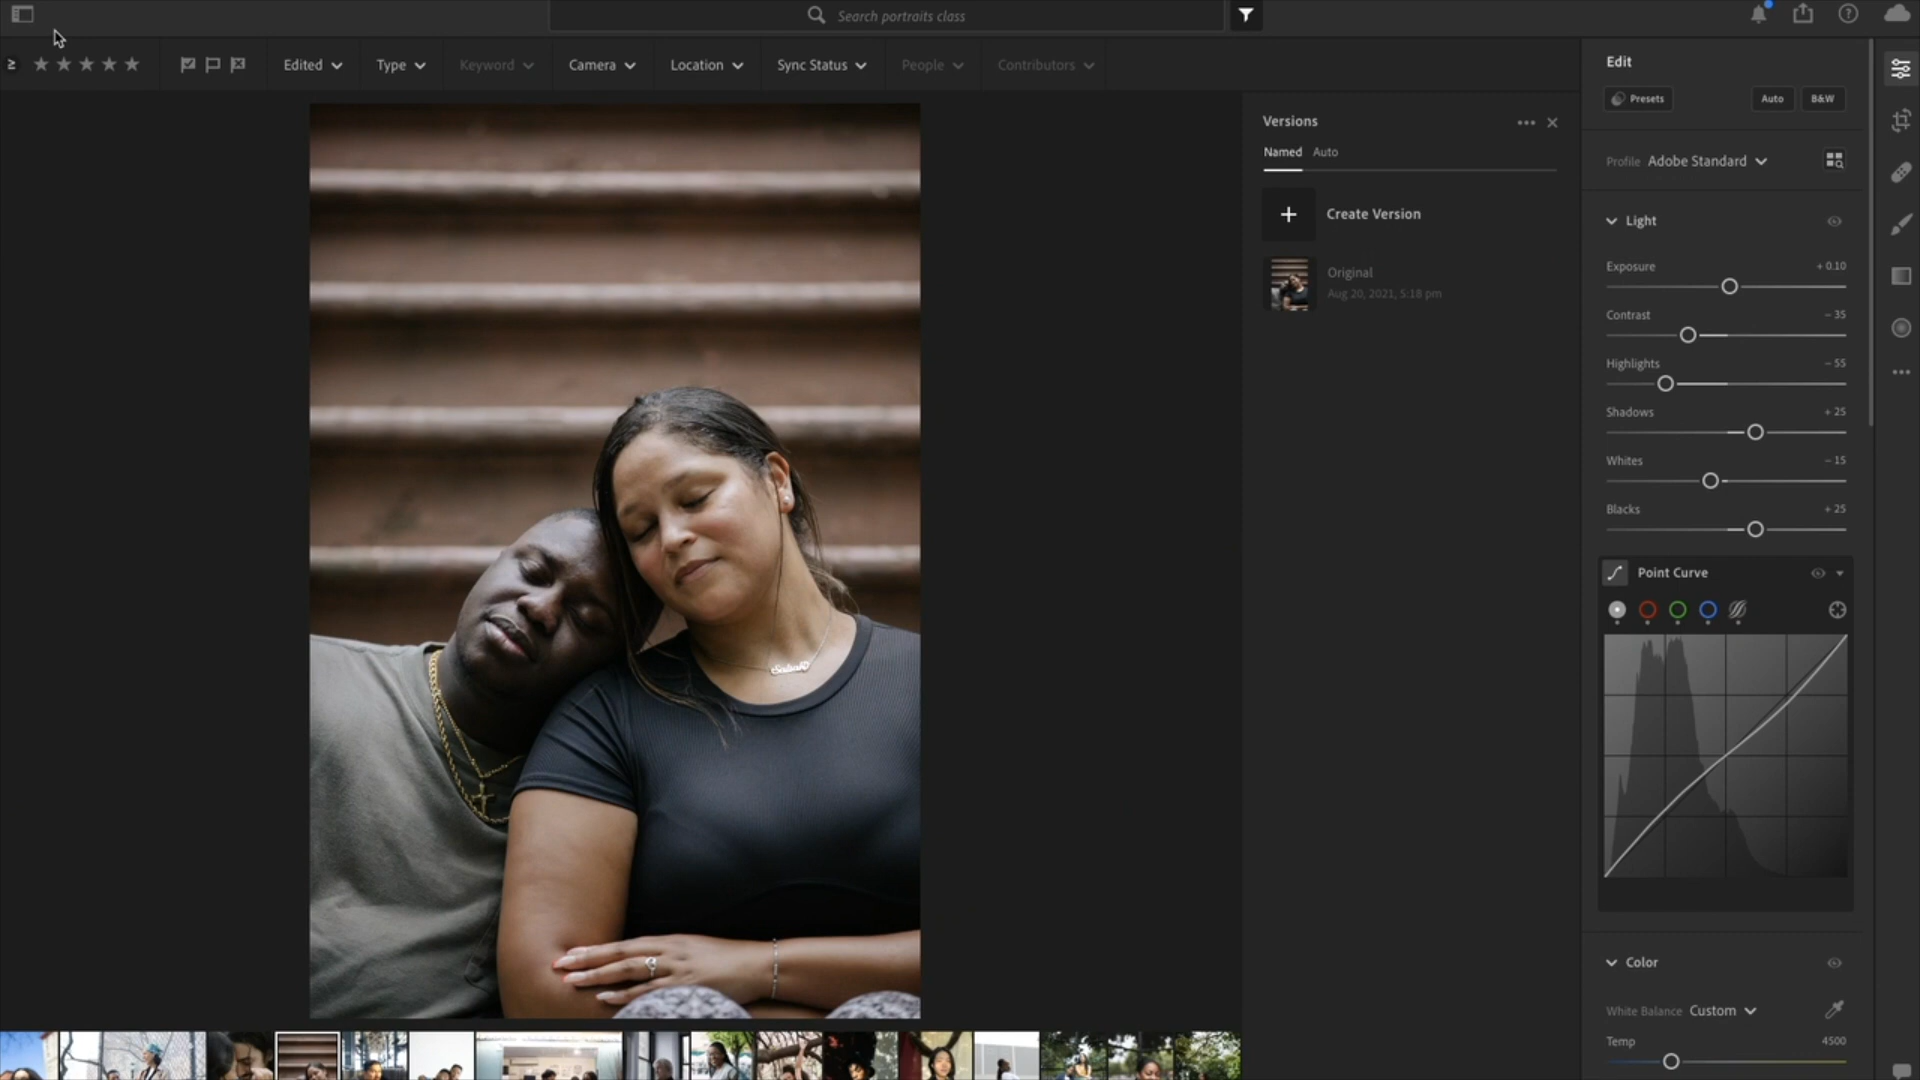 Search portraits class
≥
Edited
Type
Keyword
Camera
Location
Sync Status
People
Contributors
Versions
Named Auto
Create Version
Original
Aug 20, 2021, 5:18 pm
Edit
Presets
Auto
B&W
Profile Adobe Standard
Light
Exposure + 0.10
Contrast – 35
Highlights – 55
Shadows + 25
Whites – 15
Blacks + 25
Point Curve
Color
White Balance Custom
Temp 4500